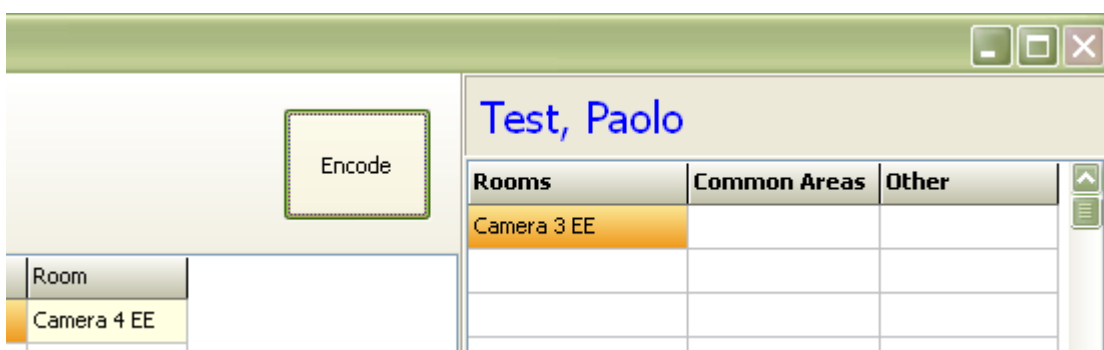 Test, Paolo
Encode
Rooms Common Areas Other
Camera 3 EE
Room
Camera 4 EE